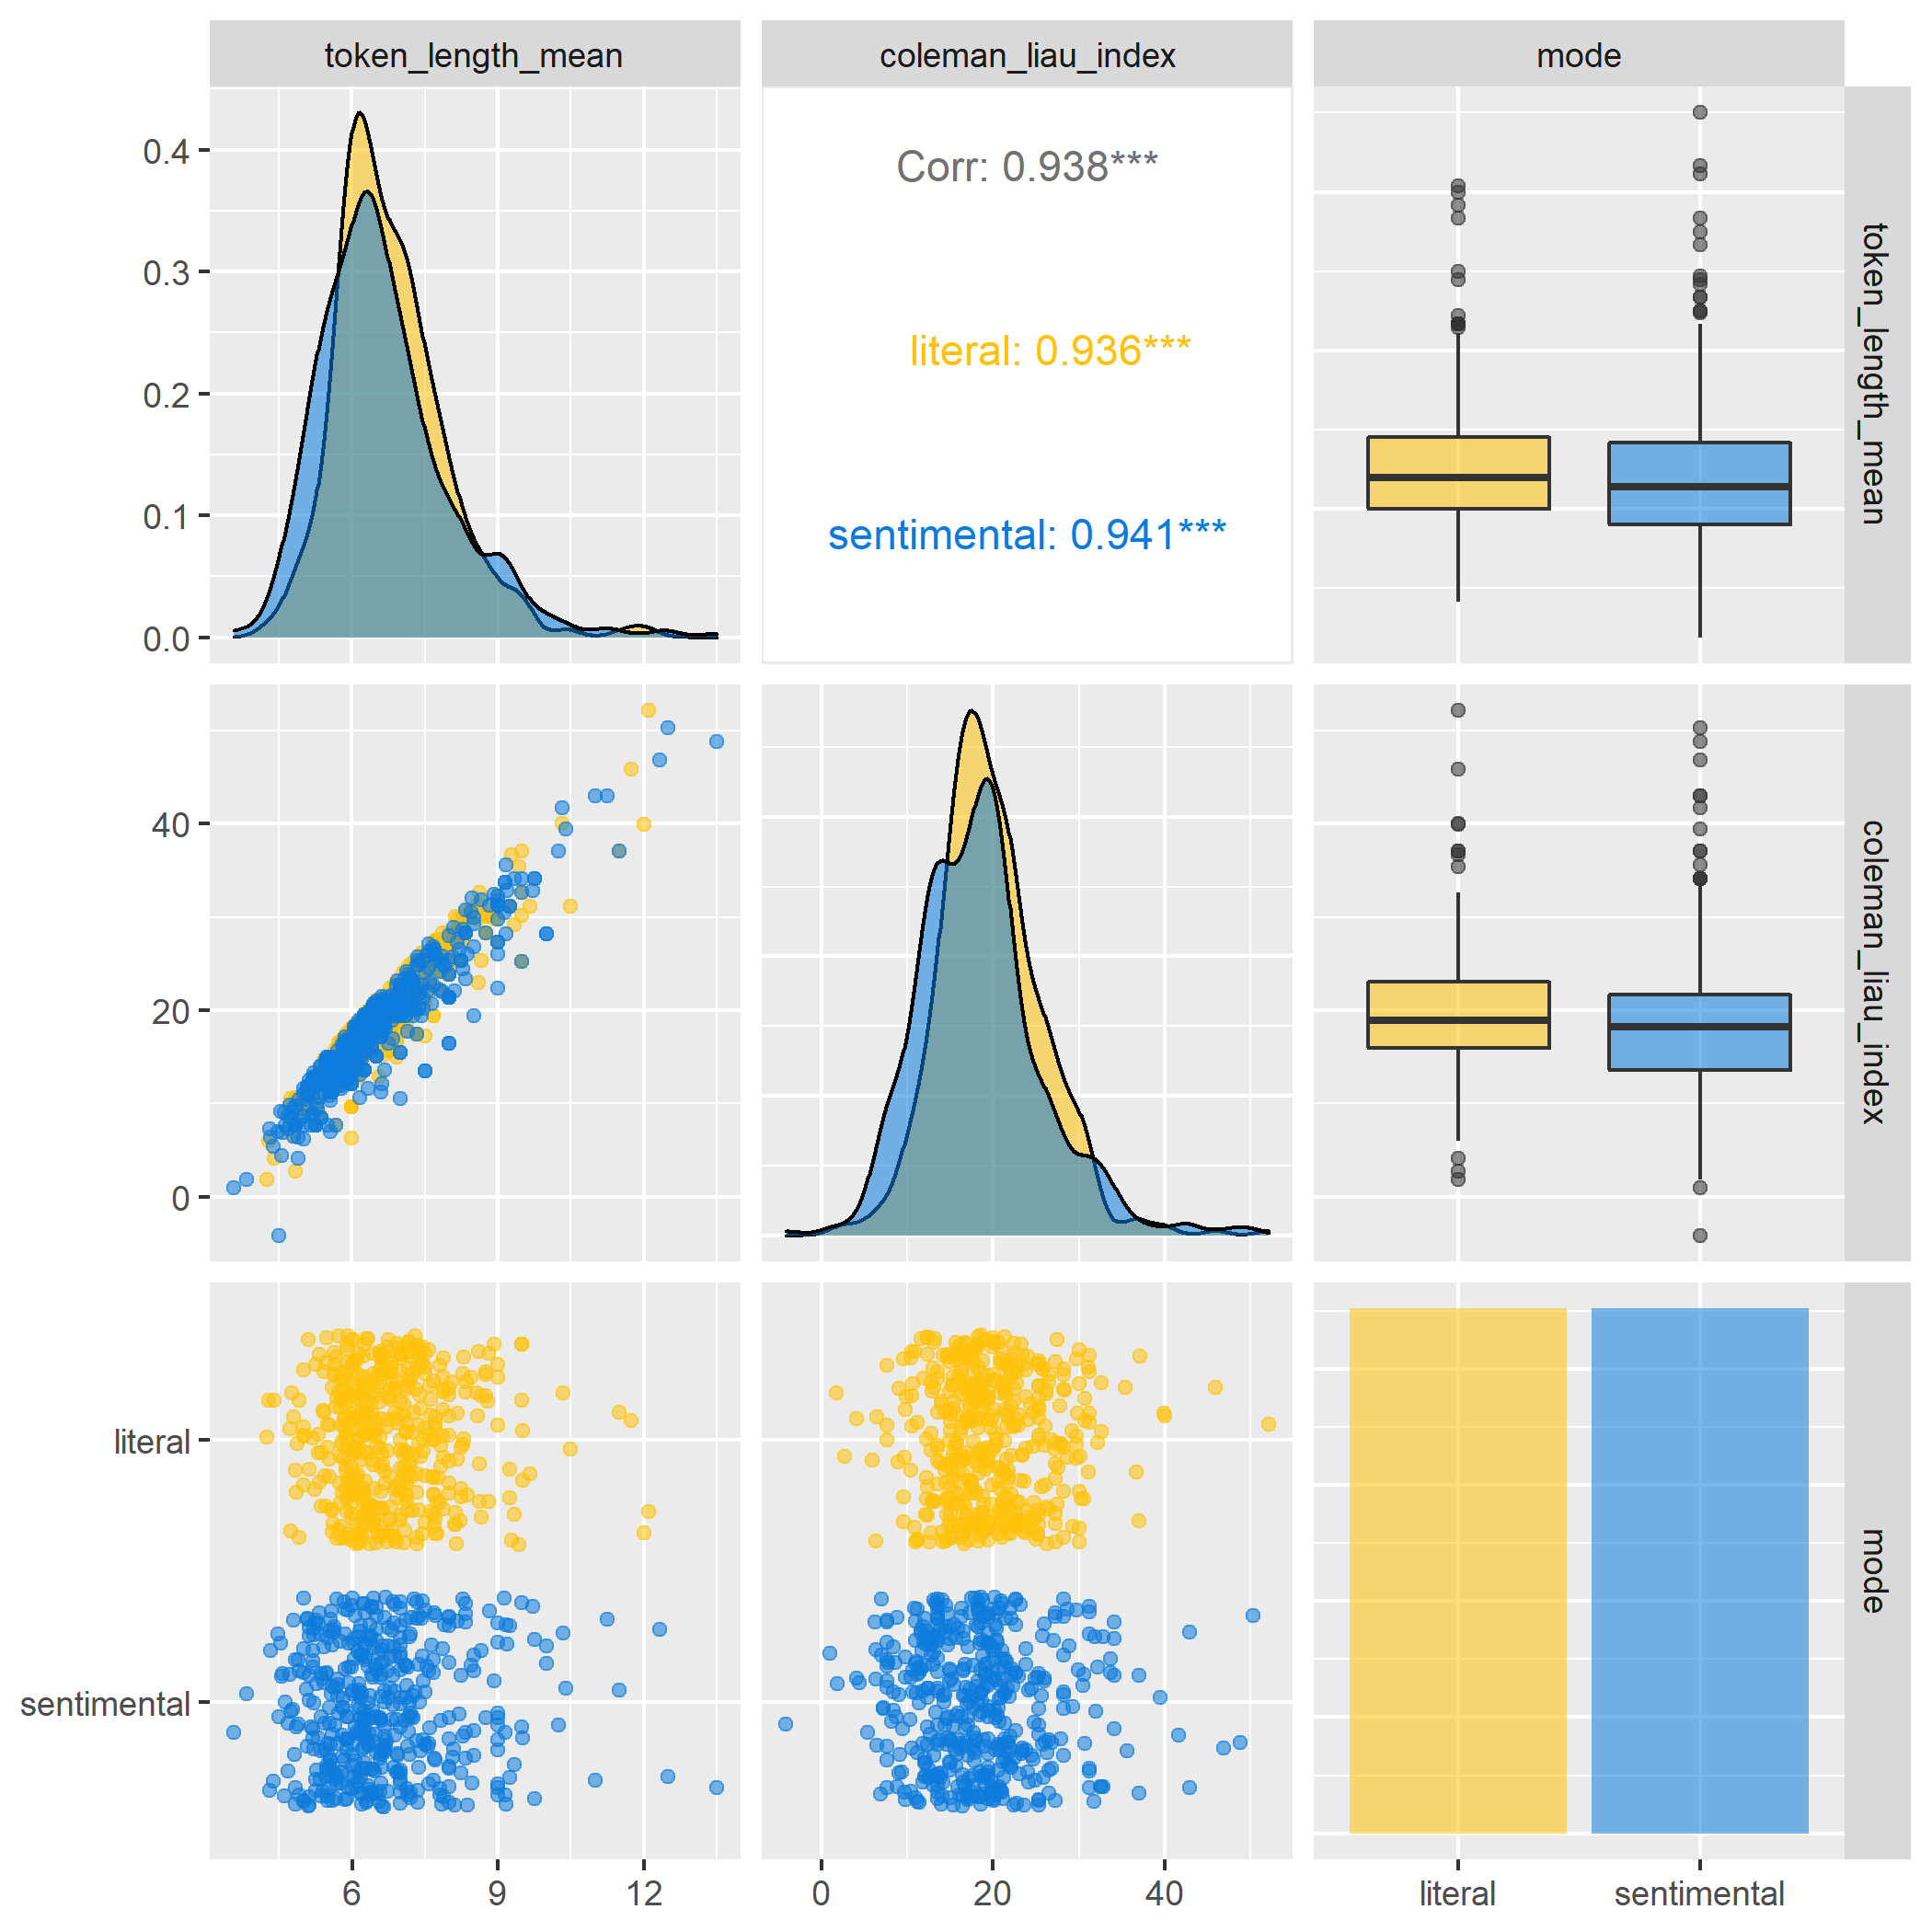 token_length_mean
coleman_liau_index
mode
0.4
0.3
0.2
0.1
0.0
Corr: 0.938***
literal: 0.936***
sentimental: 0.941***
token_length_mean
40
20
0
coleman_liau_index
literal
sentimental
mode
6
9
12
0
20
40
literal
sentimental